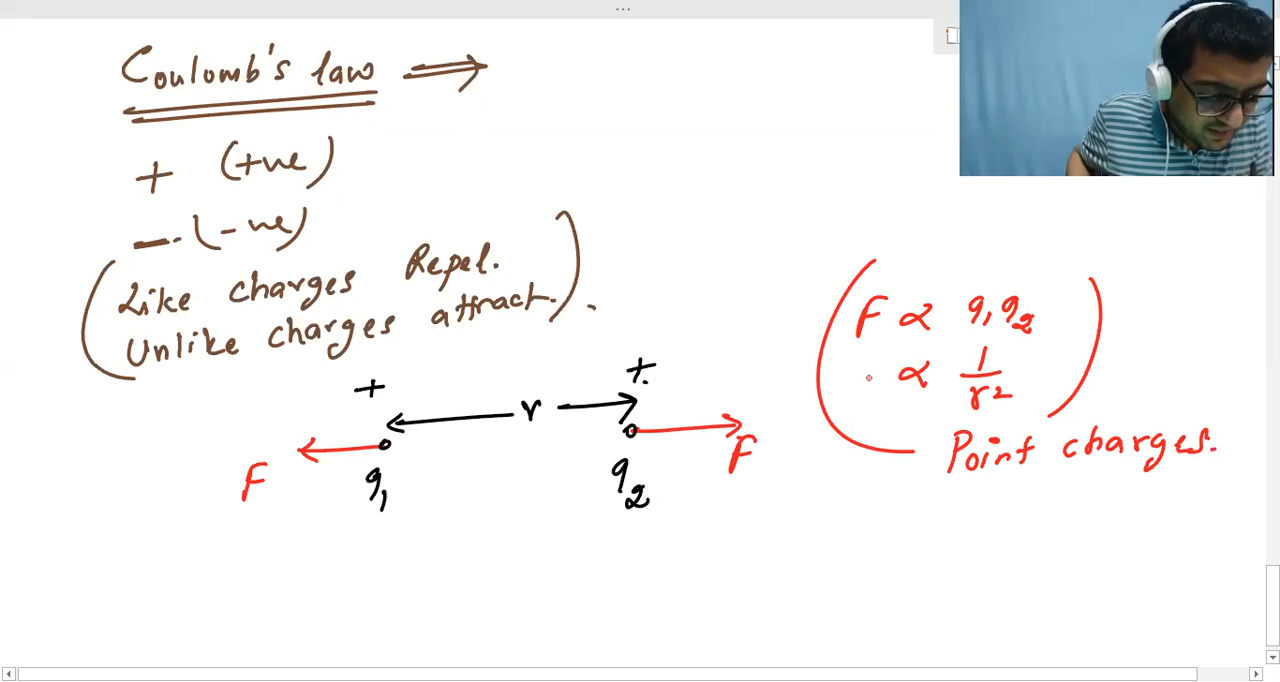 Coulomb's law ⟹
+ (+ve)
- (-ve)
(Like charges Repel.
Unlike charges attract.).
+
+.
r
F
q₁
q₂
F
(F ∝ q₁q₂
∝ 1/r²)
Point charges.